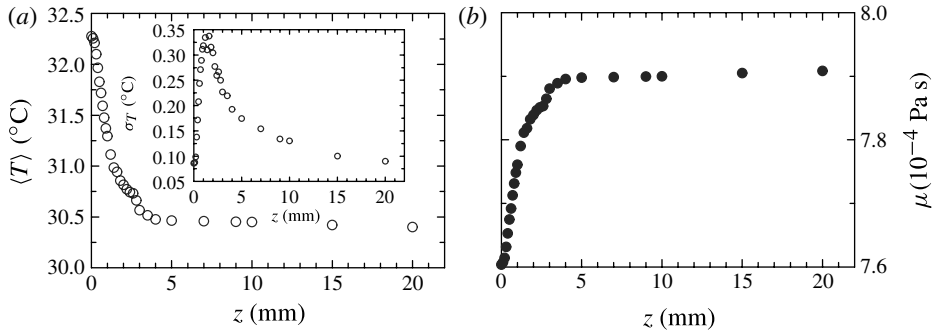 (a)
32.5
32.0
31.5
31.0
30.5
30.0
⟨T⟩ (°C)
0 5 10 15 20
z (mm)
0.35
0.30
0.25
0.20
0.15
0.10
0.05
σT (°C)
0 5 10 15 20
z (mm)
(b)
8.0
7.8
7.6
μ (10⁻⁴ Pa s)
0 5 10 15 20
z (mm)